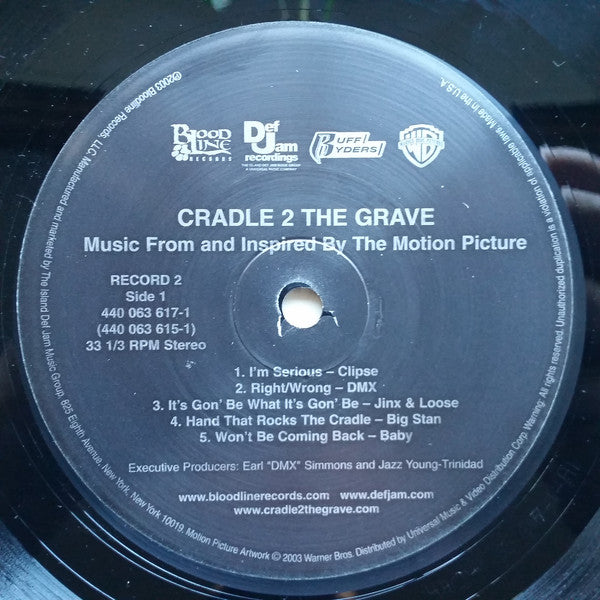 BLOOD LINE RECORDS
Def Jam recordings
THE ISLAND DEF JAM MUSIC GROUP
A UNIVERSAL MUSIC COMPANY
RUFF RYDERS
WB
CRADLE 2 THE GRAVE
Music From and Inspired By The Motion Picture
RECORD 2
Side 1
440 063 617-1
(440 063 615-1)
33 1/3 RPM Stereo
1. I'm Serious – Clipse
2. Right/Wrong – DMX
3. It's Gon' Be What It's Gon' Be – Jinx & Loose
4. Hand That Rocks The Cradle – Big Stan
5. Won't Be Coming Back – Baby
Executive Producers: Earl "DMX" Simmons and Jazz Young-Trinidad
www.bloodlinerecords.com www.defjam.com
www.cradle2thegrave.com
℗©2003 Bloodline Records, LLC. Manufactured and marketed by The Island Def Jam Music Group, 825 Eighth Avenue, New York, New York 10019. Motion Picture Artwork © 2003 Warner Bros. Distributed by Universal Music & Video Distribution Corp. Warning: All rights reserved. Unauthorized duplication is a violation of applicable laws. Made in the U.S.A.